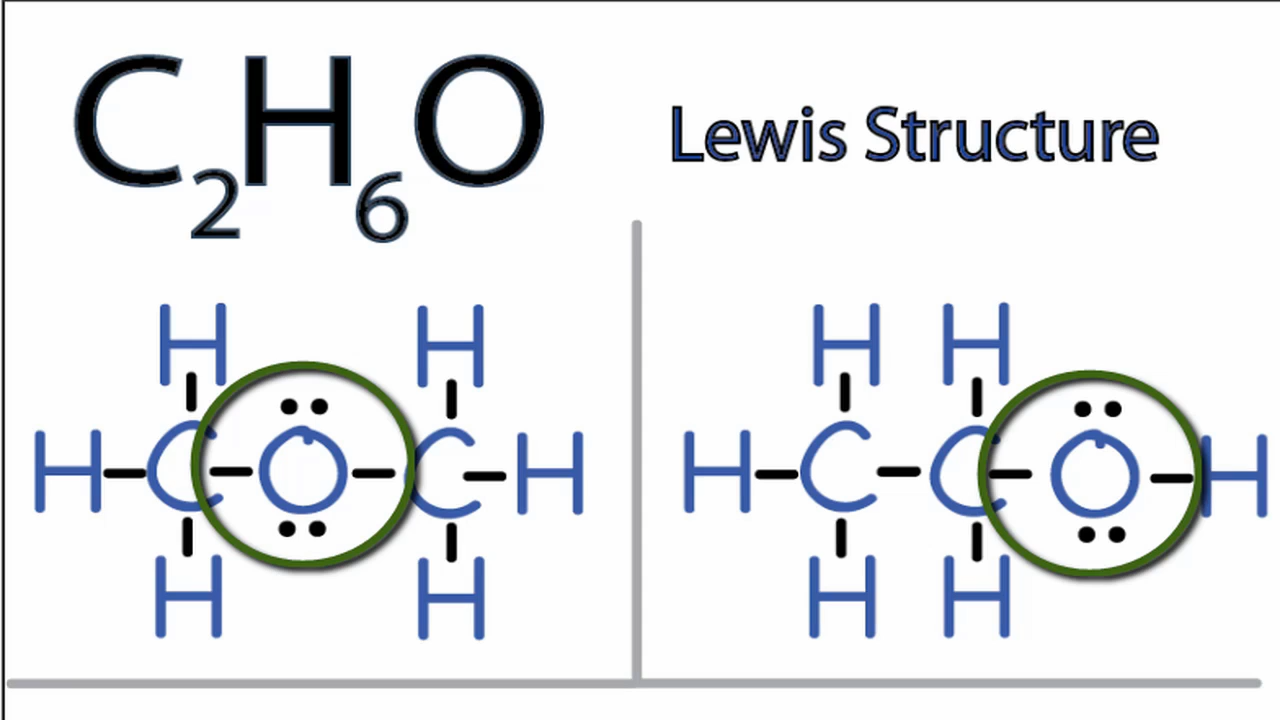 C2H6O
Lewis Structure
H H
H C O C H
H H
H H
H C C O H
H H